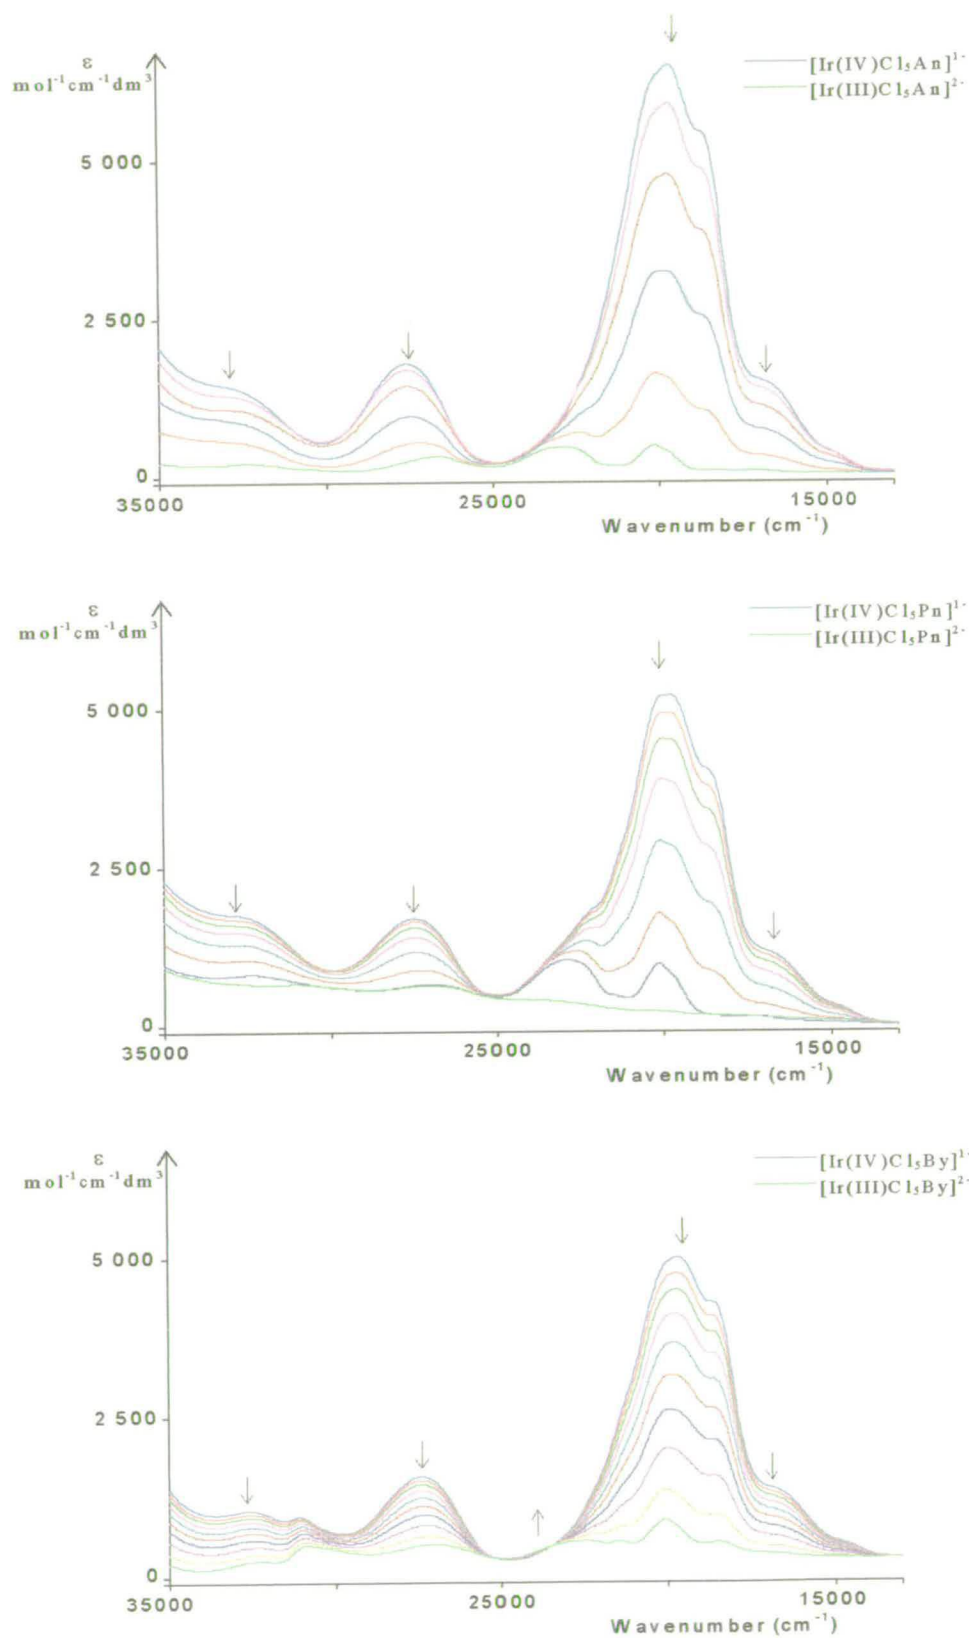 ε
mol⁻¹cm⁻¹dm³
[Ir(IV)Cl₅An]¹⁻
[Ir(III)Cl₅An]²⁻
5 000
2 500
0
35000 25000 15000
Wavenumber (cm⁻¹)
ε
mol⁻¹cm⁻¹dm³
[Ir(IV)Cl₅Pn]¹⁻
[Ir(III)Cl₅Pn]²⁻
5 000
2 500
0
35000 25000 15000
Wavenumber (cm⁻¹)
ε
mol⁻¹cm⁻¹dm³
[Ir(IV)Cl₅By]¹⁻
[Ir(III)Cl₅By]²⁻
5 000
2 500
0
35000 25000 15000
Wavenumber (cm⁻¹)